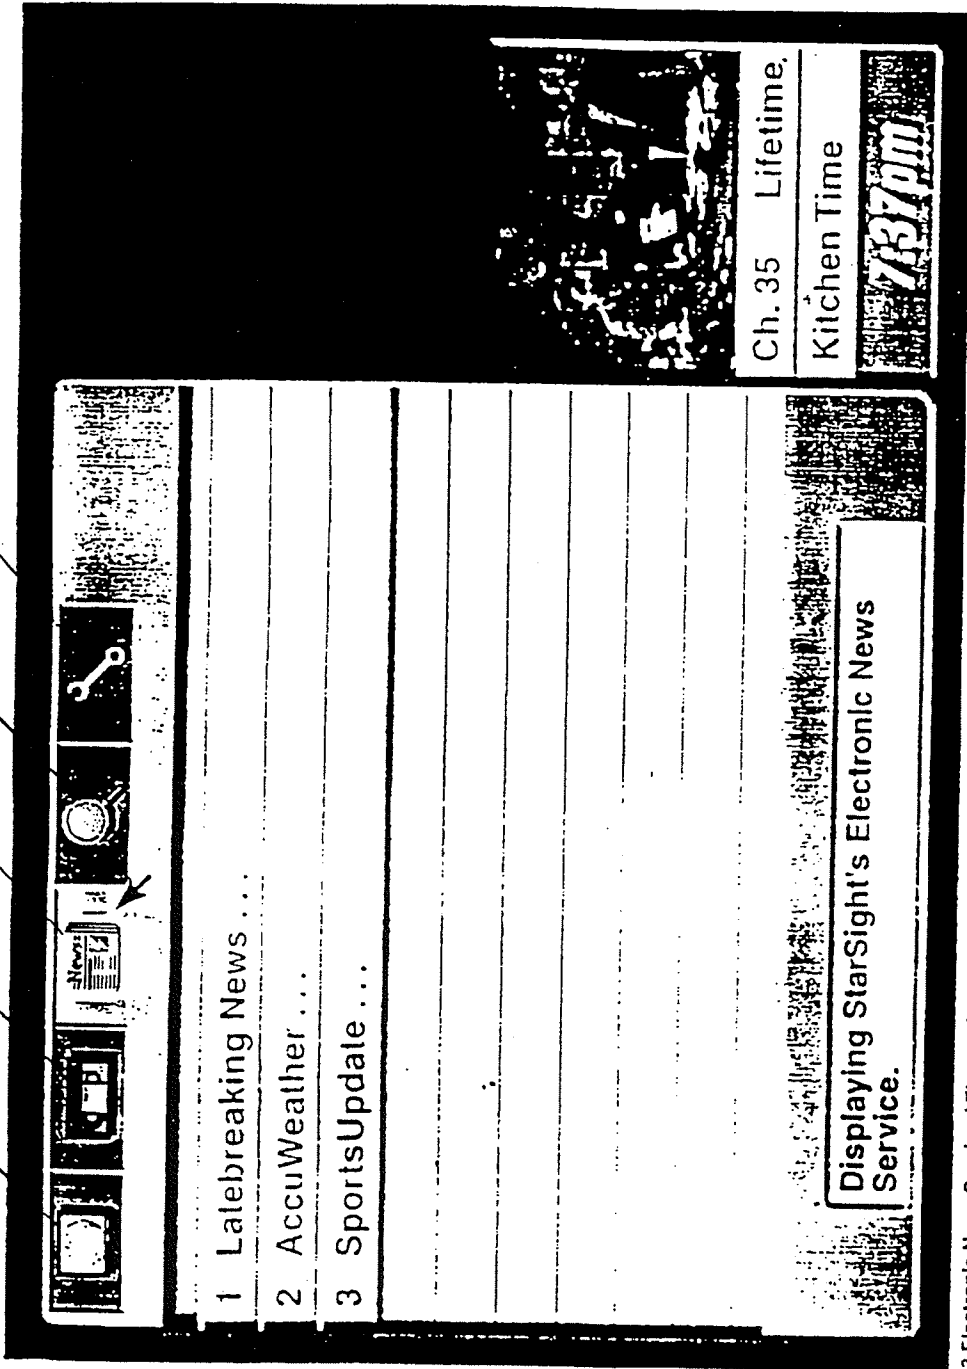 News
1 Latebreaking News...
2 AccuWeather...
3 SportsUpdate...
Displaying StarSight's Electronic News
Service.
Ch. 35 Lifetime
Kitchen Time
7:37pm